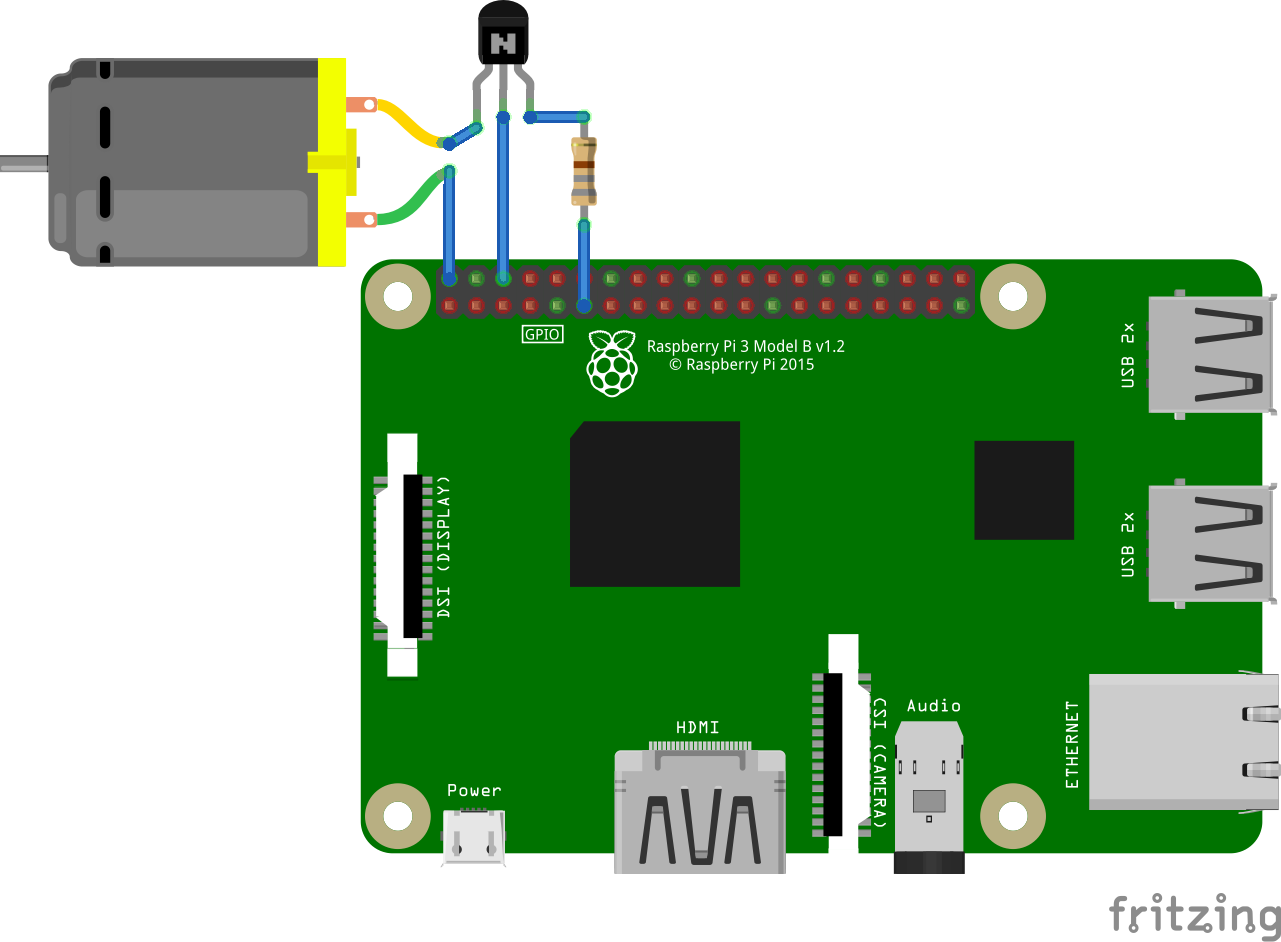 N
GPIO
Raspberry Pi 3 Model B v1.2
© Raspberry Pi 2015
USB 2x
DSI (DISPLAY)
USB 2x
HDMI
CSI (CAMERA)
Audio
ETHERNET
Power
fritzing